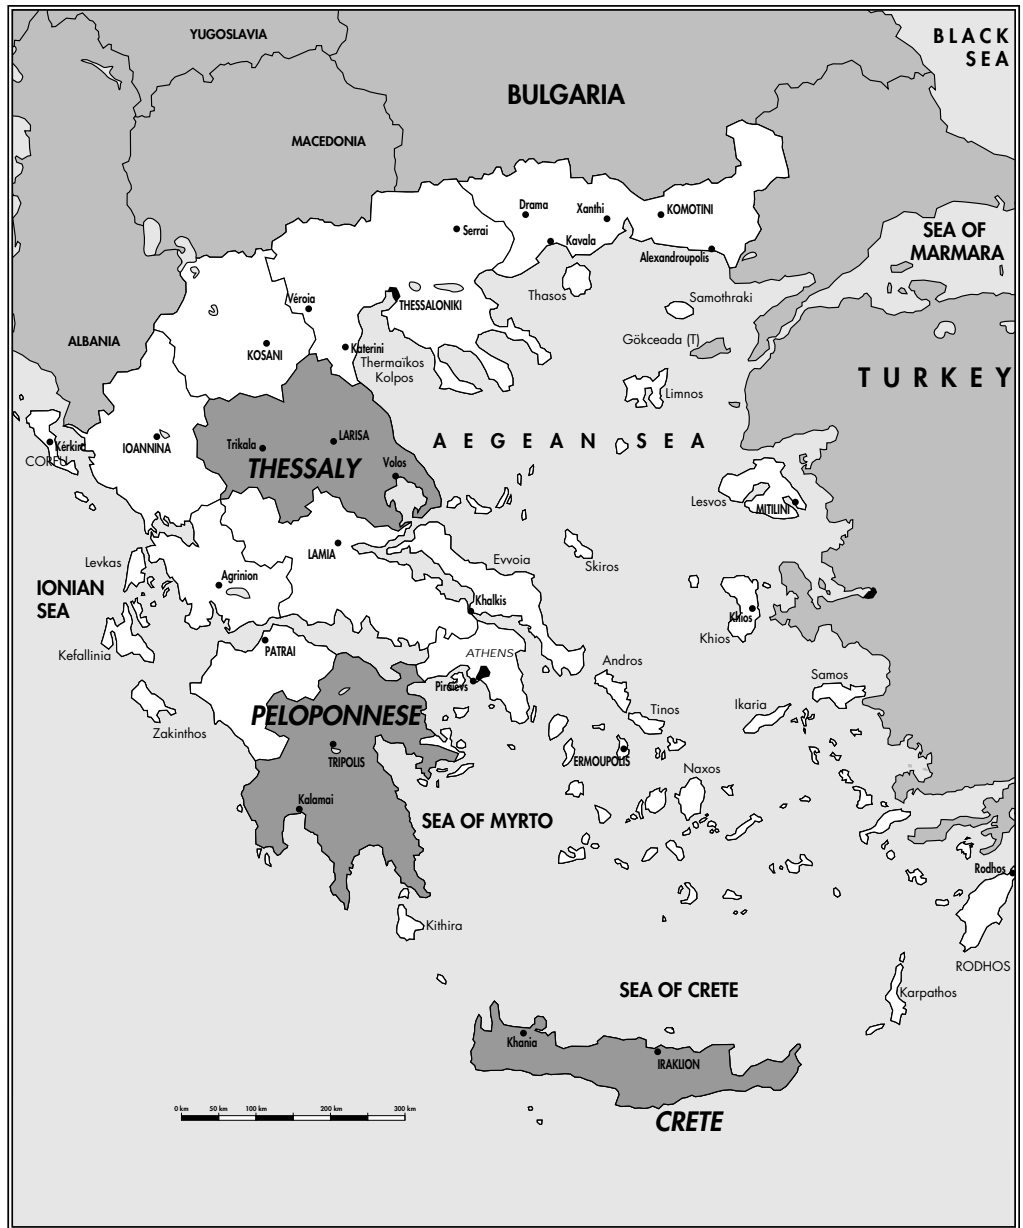 YUGOSLAVIA
BLACK
SEA
BULGARIA
MACEDONIA
Drama
Xanthi
KOMOTINI
Serrai
Kavala
SEA OF
MARMARA
Alexandroupolis
Thasos
Samothraki
Véroia
THESSALONIKI
ALBANIA
Gökceada (T)
KOSANI
Katerini
Thermaïkos
Kolpos
TURKEY
Limnos
Kérkira
CORFU
IOANNINA
Trikala
LARISA
AEGEAN SEA
THESSALY
Volos
Lesvos
MITILINI
LAMIA
Evvoia
Skiros
Levkas
Agrinion
IONIAN
SEA
Khalkis
Khios
Khios
Kefallinia
PATRAI
ATHENS
Andros
Piraievs
Samos
PELOPONNESE
Tinos
Ikaria
Zakinthos
TRIPOLIS
ERMOUPOLIS
Naxos
Kalamai
SEA OF MYRTO
Rodhos
Kithira
RODHOS
SEA OF CRETE
Karpathos
Khania
IRAKLION
0 km
50 km
100 km
200 km
300 km
CRETE